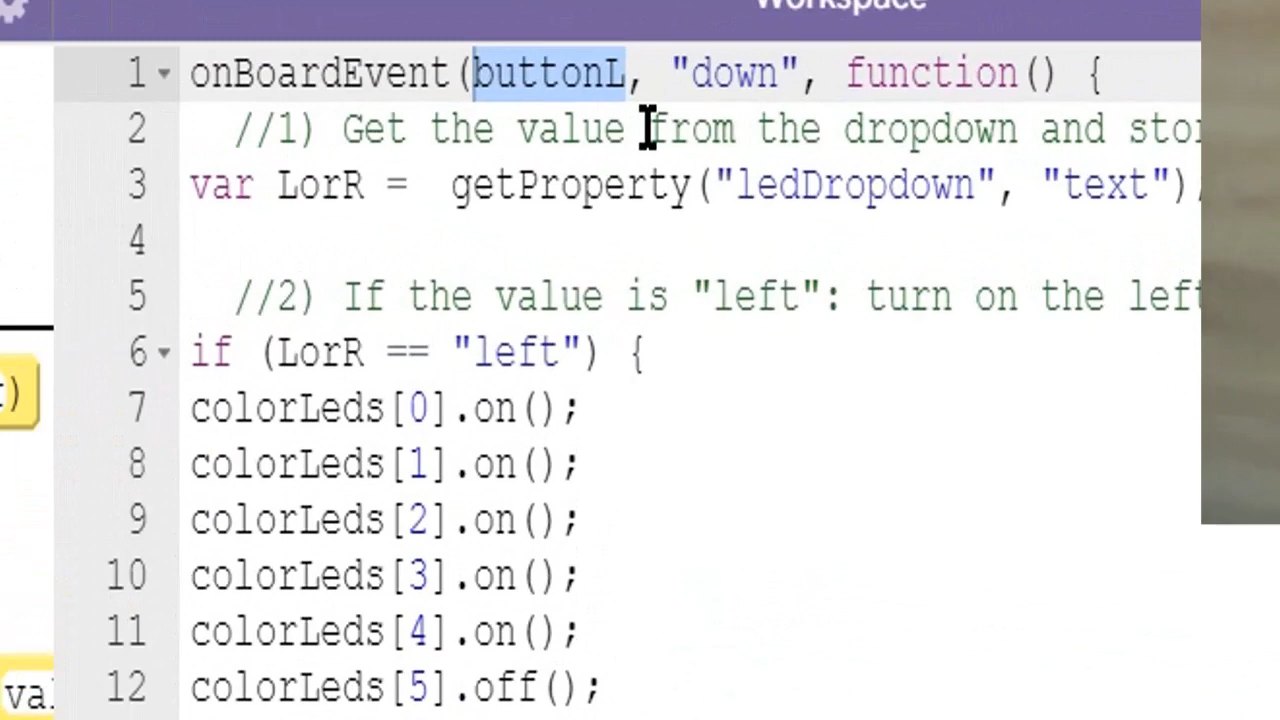 Workspace
1 onBoardEvent(buttonL, "down", function() {
2 //1) Get the value from the dropdown and stor
3 var LorR = getProperty("ledDropdown", "text")
4
5 //2) If the value is "left": turn on the left
6 if (LorR == "left") {
7 colorLeds[0].on();
8 colorLeds[1].on();
9 colorLeds[2].on();
10 colorLeds[3].on();
11 colorLeds[4].on();
12 colorLeds[5].off();
val